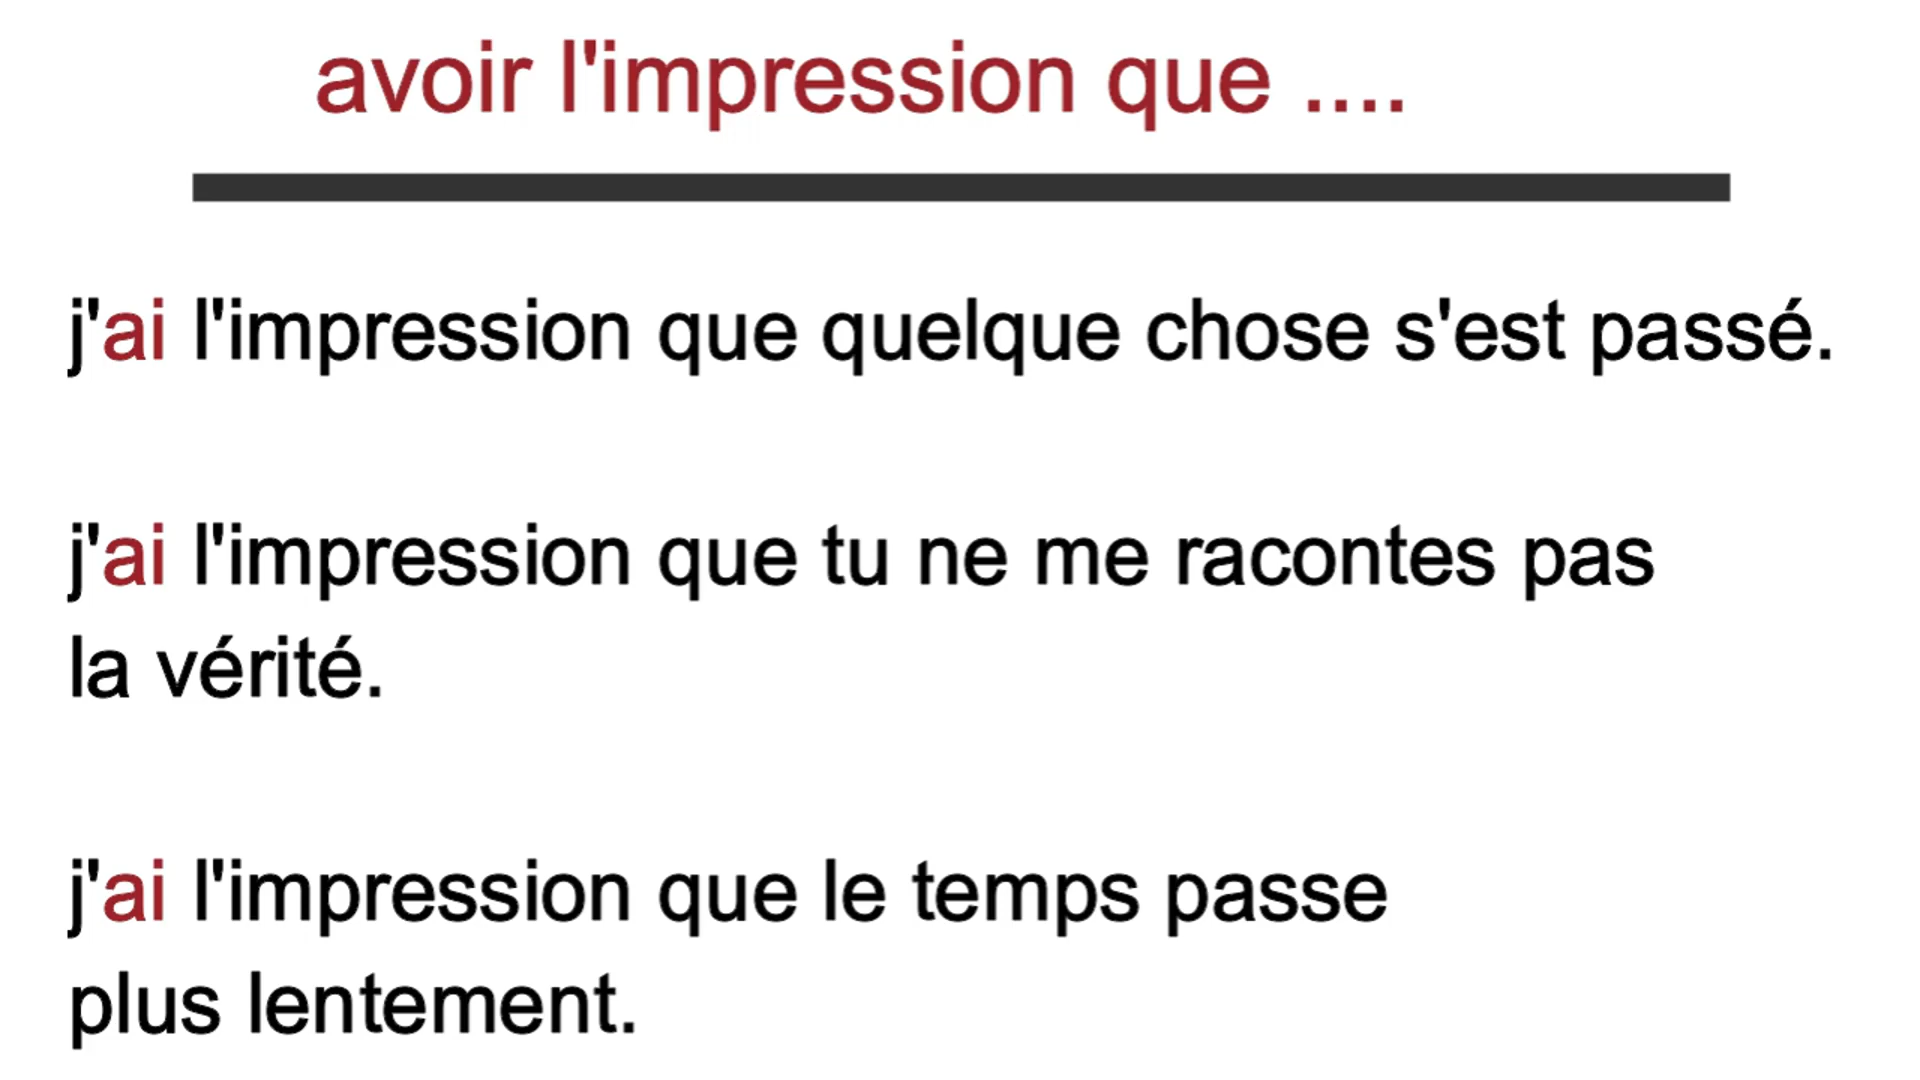 avoir l'impression que ....
j'ai l'impression que quelque chose s'est passé.
j'ai l'impression que tu ne me racontes pas
la vérité.
j'ai l'impression que le temps passe
plus lentement.